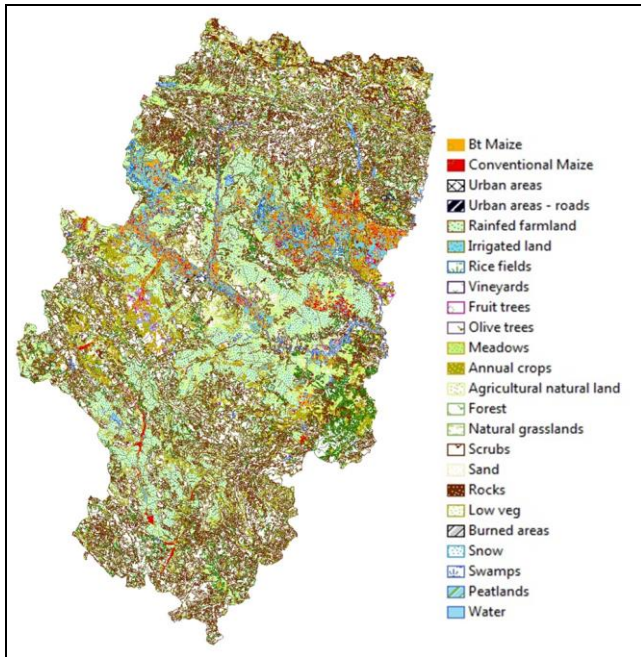 Bt Maize
Conventional Maize
Urban areas
Urban areas - roads
Rainfed farmland
Irrigated land
Rice fields
Vineyards
Fruit trees
Olive trees
Meadows
Annual crops
Agricultural natural land
Forest
Natural grasslands
Scrubs
Sand
Rocks
Low veg
Burned areas
Snow
Swamps
Peatlands
Water